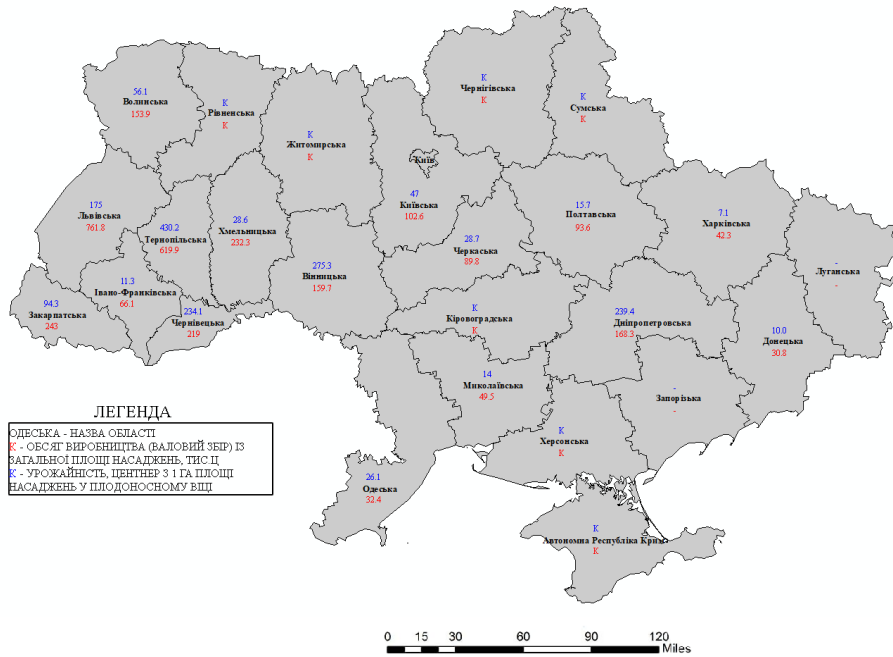 К
Чернігівська
К
56.1
Волинська
153.9
К
Рівненська
К
К
Сумська
К
К
Житомирська
К
Київ
47
Київська
102.6
175
Львівська
761.8
430.2
Тернопільська
619.9
28.6
Хмельницька
232.3
15.7
Полтавська
93.6
7.1
Харківська
42.3
28.7
Черкаська
89.8
275.3
Вінницька
159.7
-
Луганська
-
11.3
Івано-Франківська
66.1
94.3
Закарпатська
243
234.1
Чернівецька
219
К
Кіровоградська
К
239.4
Дніпропетровська
168.3
10.0
Донецька
30.8
14
Миколаївська
49.5
-
Запорізька
-
К
Херсонська
К
26.1
Одеська
32.4
К
Автономна Республіка Крим
К
ЛЕГЕНДА
ОДЕСЬКА - НАЗВА ОБЛАСТІ
К - ОБСЯГ ВИРОБНИЦТВА (ВАЛОВИЙ ЗБІР) ІЗ
ЗАГАЛЬНОЇ ПЛОЩІ НАСАДЖЕНЬ, ТИС Ц
К - УРОЖАЙНІСТЬ, ЦЕНТНЕР З 1 ГА ПЛОЩІ
НАСАДЖЕНЬ У ПЛОДОНОСНОМУ ВІЦІ
0 15 30 60 90 120
Miles